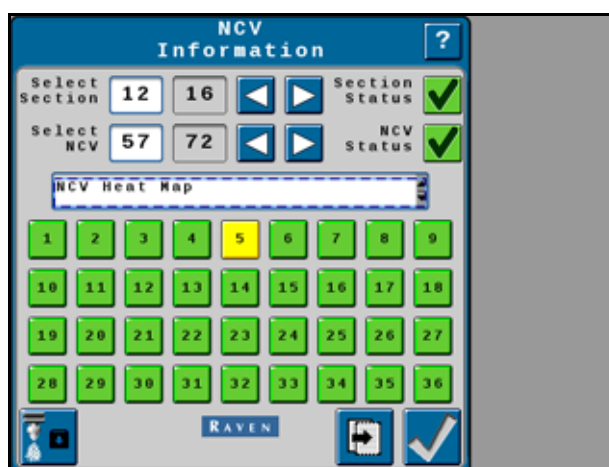 NCV
Information
?
Select Section 12 16 Section Status
Select NCV 57 72 NCV Status
NCV Heat Map
1 2 3 4 5 6 7 8 9
10 11 12 13 14 15 16 17 18
19 20 21 22 23 24 25 26 27
28 29 30 31 32 33 34 35 36
RAVEN